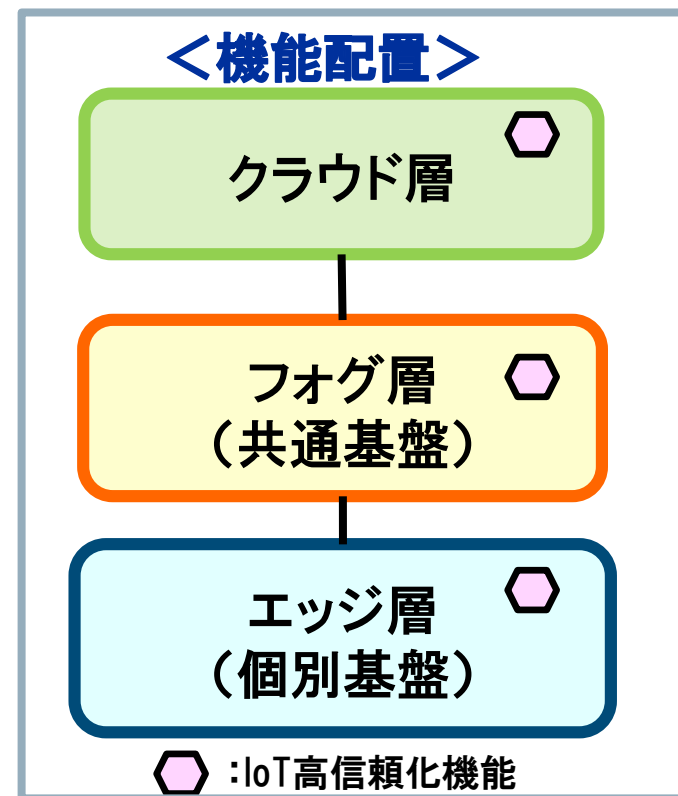 ＜機能配置＞
クラウド層
フォグ層
（共通基盤）
エッジ層
（個別基盤）
：IoT高信頼化機能